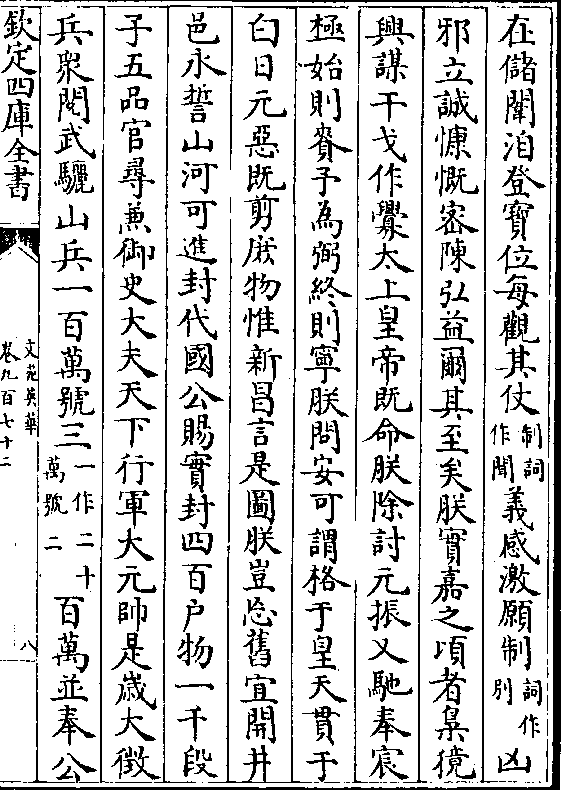 在儲闈洎登寶位每觀其仗制詞作聞義感激願制詞作別凶
邪立誠慷慨密陳弘益爾其至矣朕實嘉之頃者梟獍
興謀干戈作釁太上皇帝既命朕除討元振又馳奉宸
極始則賚予為弼終則寧朕問安可謂格于皇天貫于
白日元惡既剪庶物惟新昌言是圖朕豈忘舊宜開井
邑永誓山河可進封代國公賜實封四百户物一千段
子五品官尋兼御史大夫天下行軍大元帥是歲大徵
兵衆閱武驪山兵一百萬號三一作二十萬號二百萬並奉公
欽定四庫全書
文苑英華
卷九百七十二
八